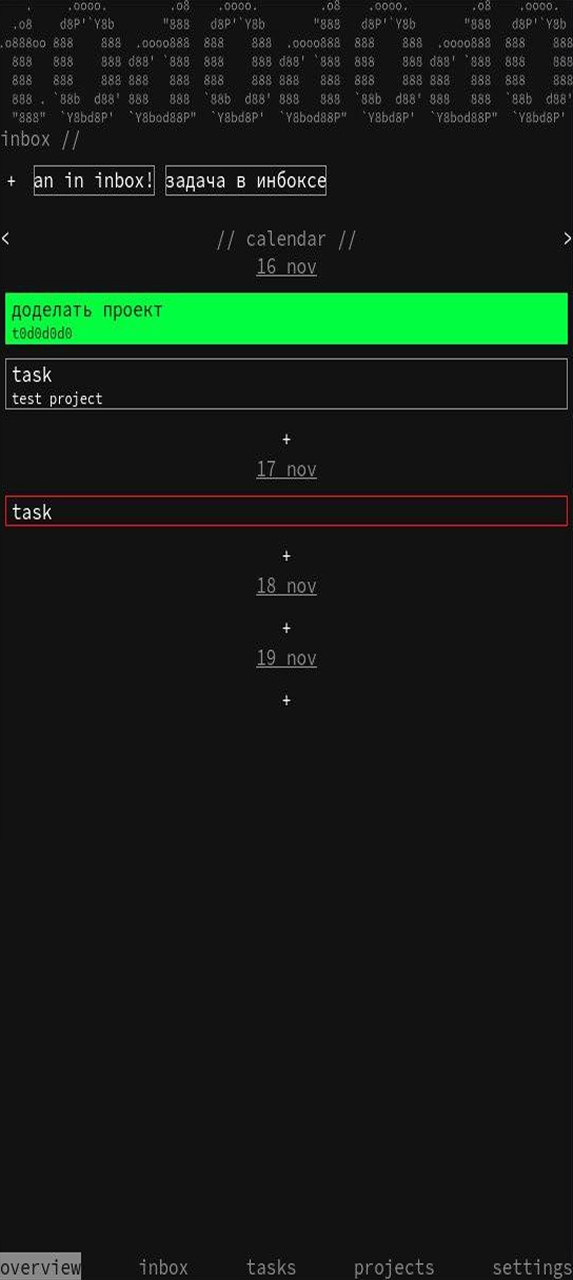 .     .oooo.         .o8    .oooo.         .o8    .oooo.         .o8    .oooo.
  .o8    d8P'`Y8b       "888   d8P'`Y8b       "888   d8P'`Y8b       "888   d8P'`Y8b
.o888oo 888    888  .oooo888  888    888  .oooo888  888    888  .oooo888  888    888
  888   888    888 d88' `888  888    888 d88' `888  888    888 d88' `888  888    888
  888   888    888 888   888  888    888 888   888  888    888 888   888  888    888
  888 . `88b  d88' 888   888  `88b  d88' 888   888  `88b  d88' 888   888  `88b  d88'
  "888"  `Y8bd8P'  `Y8bod88P"  `Y8bd8P'  `Y8bod88P"  `Y8bd8P'  `Y8bod88P"  `Y8bd8P'
inbox //
+ an in inbox! задача в инбоксе
< // calendar // >
16 nov
доделать проект
t0d0d0d0
task
test project
+
17 nov
task
+
18 nov
+
19 nov
+
overview inbox tasks projects settings